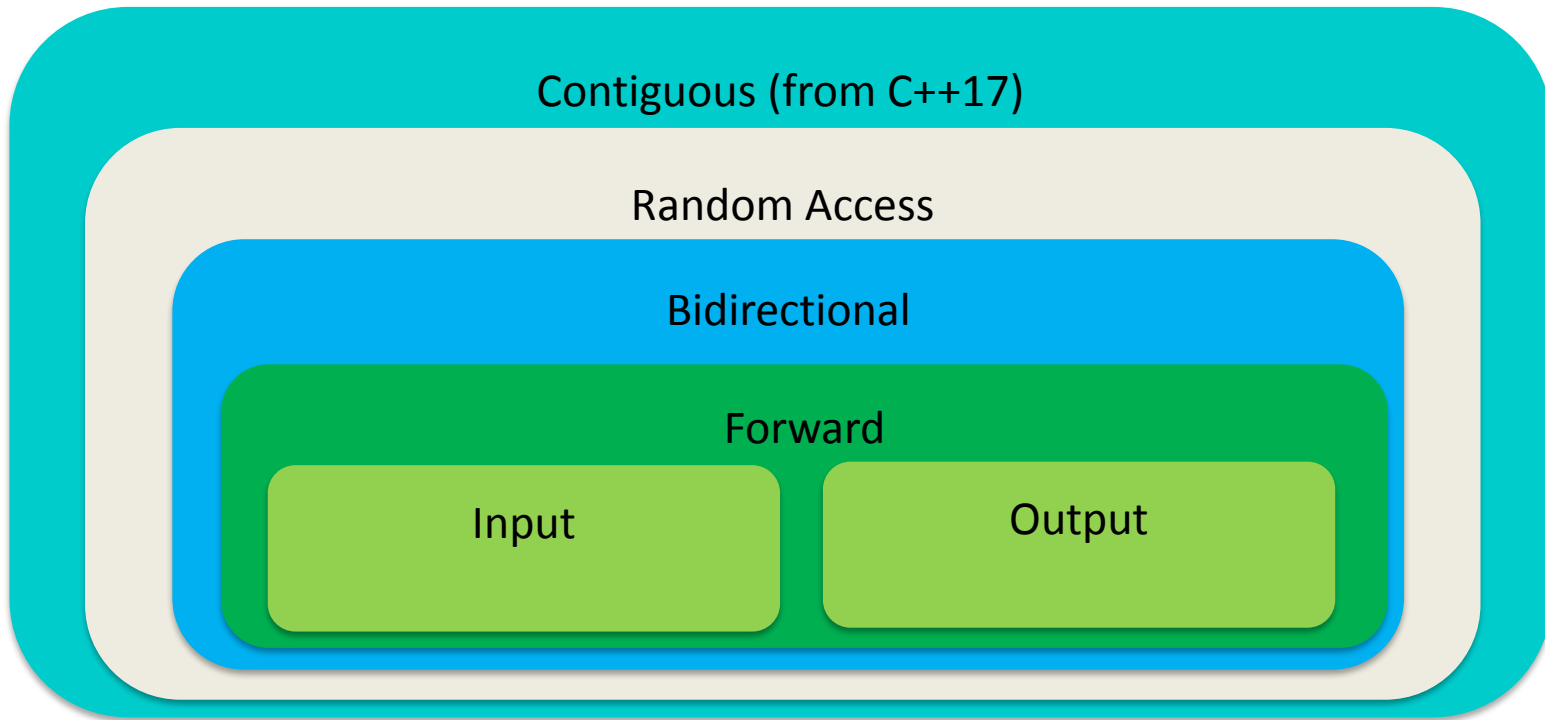 Contiguous (from C++17)
Random Access
Bidirectional
Forward
Input
Output